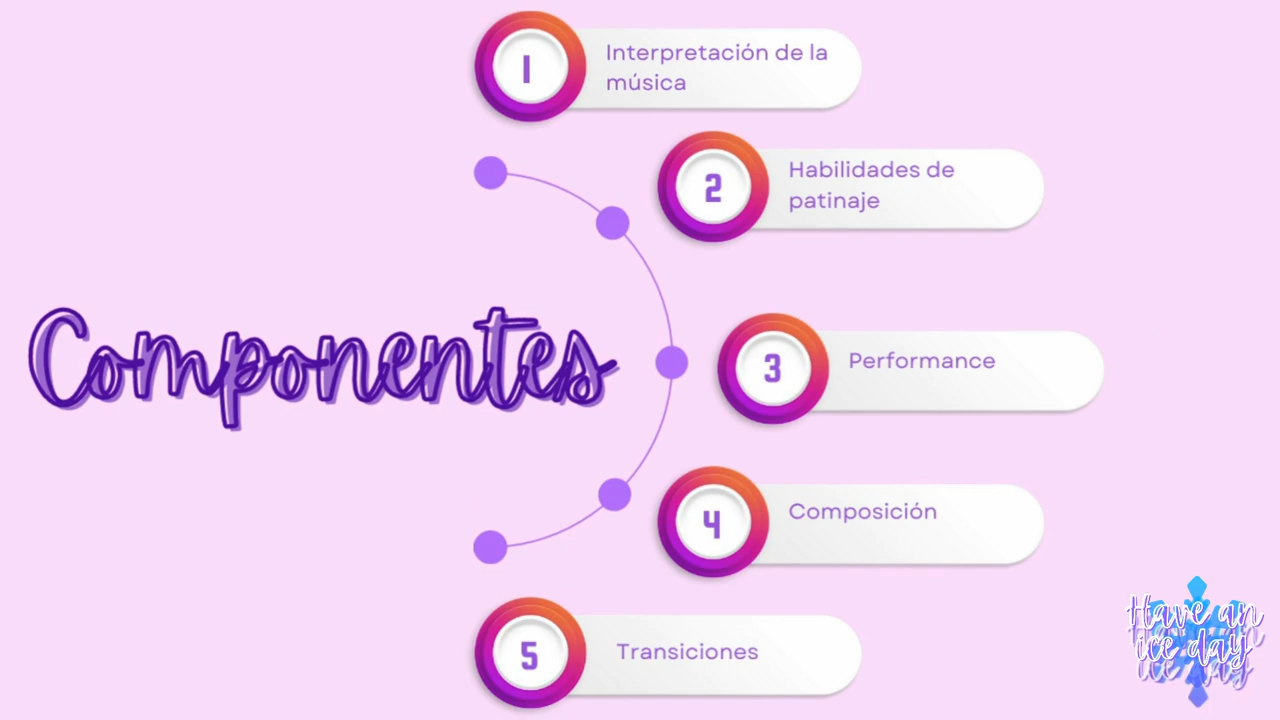 1
Interpretación de la
música
2
Habilidades de
patinaje
Componentes
3
Performance
4
Composición
5
Transiciones
Have an
ice day